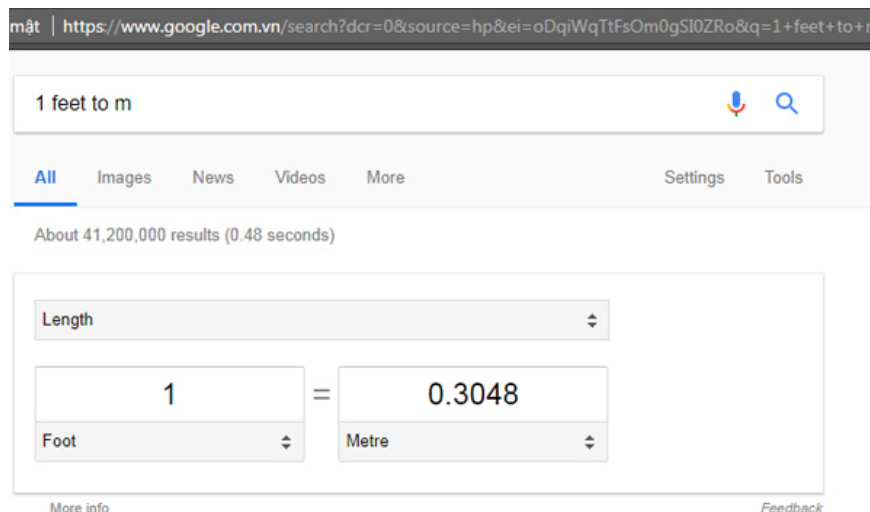 mật | https://www.google.com.vn/search?dcr=0&source=hp&ei=oDqiWqTtFsOm0gSI0ZRo&q=1+feet+to+
1 feet to m
All Images News Videos More Settings Tools
About 41,200,000 results (0.48 seconds)
Length
1 = 0.3048
Foot Metre
More info Feedback